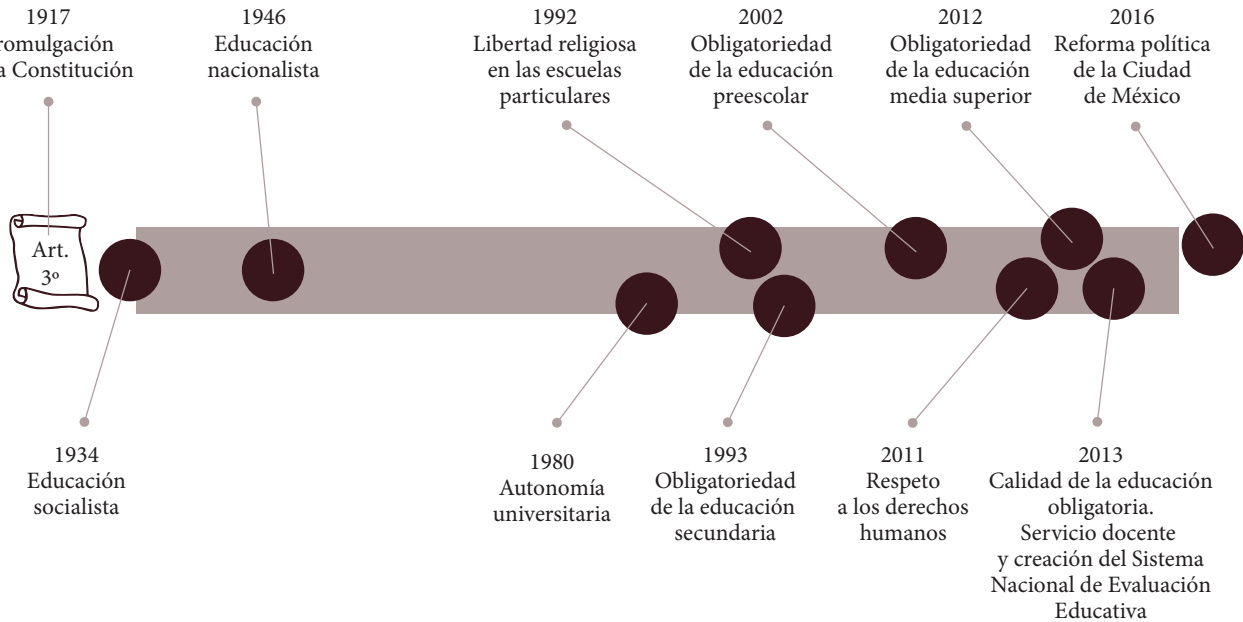 1917
romulgación
a Constitución
1946
Educación
nacionalista
1992
Libertad religiosa
en las escuelas
particulares
2002
Obligatoriedad
de la educación
preescolar
2012
Obligatoriedad
de la educación
media superior
2016
Reforma política
de la Ciudad
de México
Art.
3º
1934
Educación
socialista
1980
Autonomía
universitaria
1993
Obligatoriedad
de la educación
secundaria
2011
Respeto
a los derechos
humanos
2013
Calidad de la educación
obligatoria.
Servicio docente
y creación del Sistema
Nacional de Evaluación
Educativa